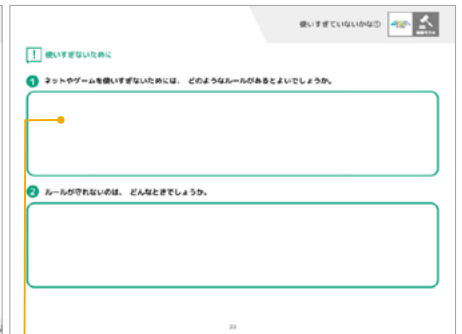 使いすぎていないかな①
使いすぎないために
1 ネットやゲームを使いすぎないためには、 どのようなルールがあるとよいでしょうか。
2 ルールが守れないのは、 どんなときでしょうか。